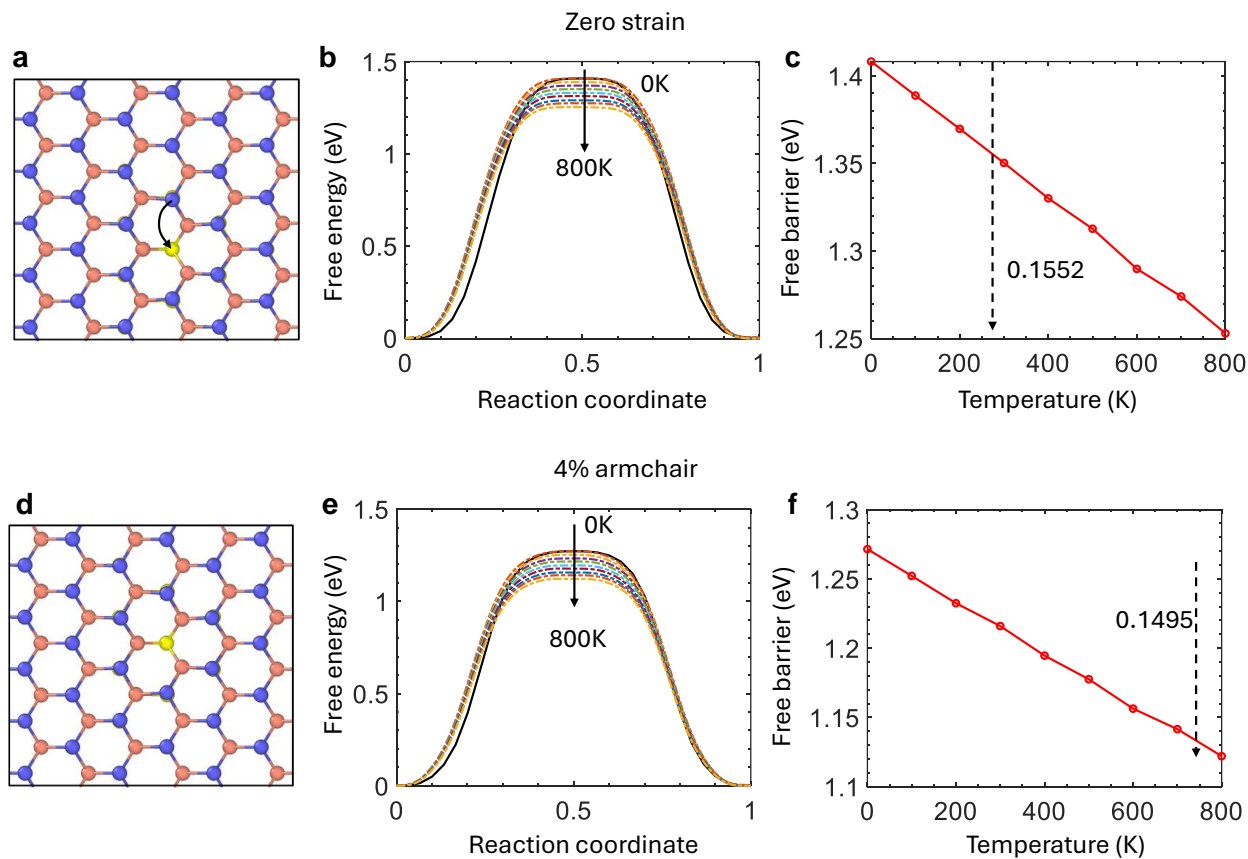 Zero strain
a
b
1.5
1
0.5
0
0
0.5
1
Free energy (eV)
Reaction coordinate
0K
800K
c
1.4
1.35
1.3
1.25
0
200
400
600
800
Free barrier (eV)
Temperature (K)
0.1552
4% armchair
d
e
1.5
1
0.5
0
0
0.5
1
Free energy (eV)
Reaction coordinate
0K
800K
f
1.3
1.25
1.2
1.15
1.1
0
200
400
600
800
Free barrier (eV)
Temperature (K)
0.1495